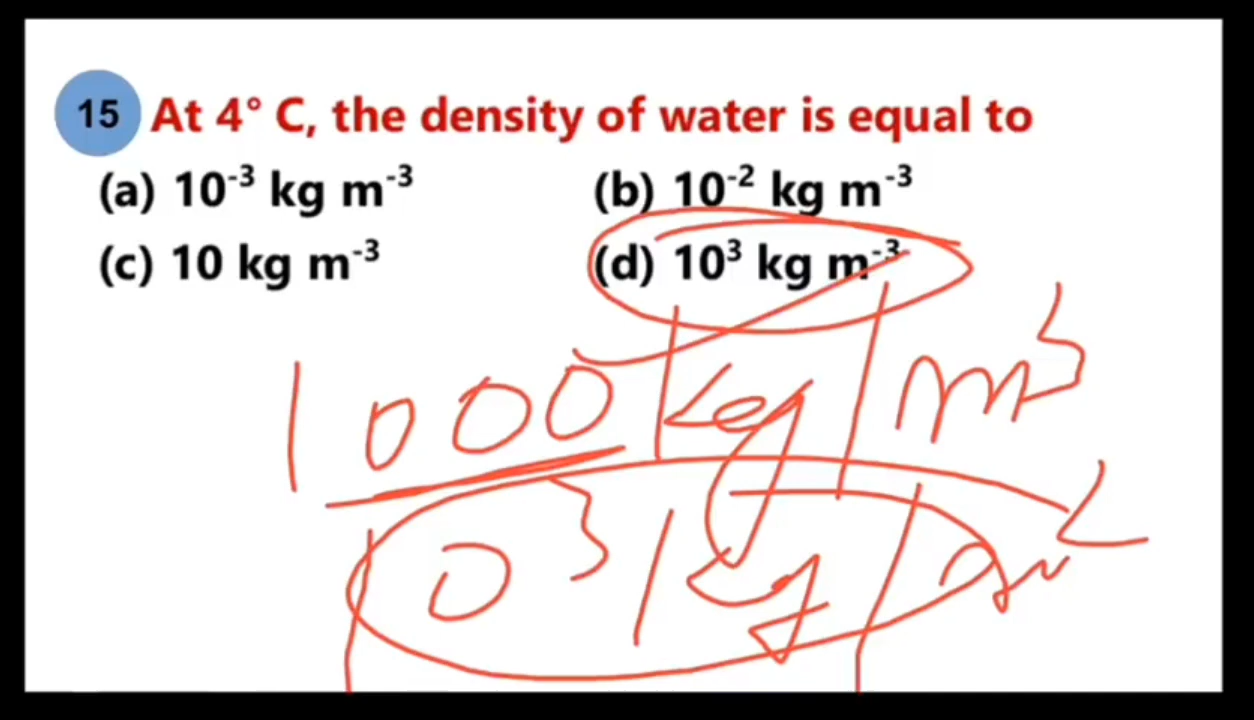 15 At 4° C, the density of water is equal to
(a) 10⁻³ kg m⁻³ (b) 10⁻² kg m⁻³
(c) 10 kg m⁻³ (d) 10³ kg m⁻³
1000 kg/m³
10³ kg/